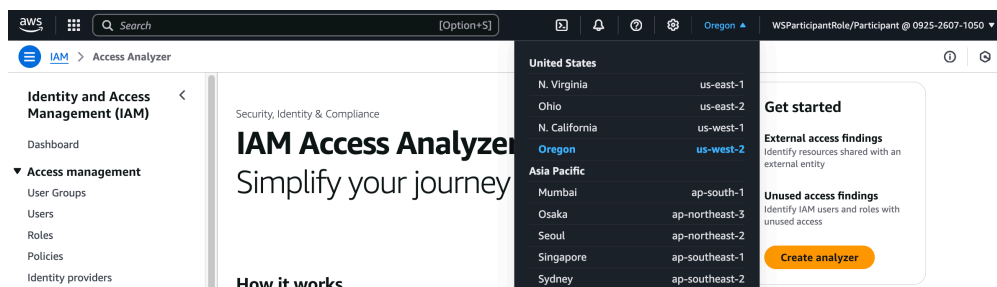 aws
Search [Option+S]
Oregon ▲
WSParticipantRole/Participant @ 0925-2607-1050 ▼
IAM > Access Analyzer
Identity and Access Management (IAM)
Dashboard
Access management
User Groups
Users
Roles
Policies
Identity providers
Security, Identity & Compliance
IAM Access Analyzer
Simplify your journey
How it works
United States
N. Virginia us-east-1
Ohio us-east-2
N. California us-west-1
Oregon us-west-2
Asia Pacific
Mumbai ap-south-1
Osaka ap-northeast-3
Seoul ap-northeast-2
Singapore ap-southeast-1
Sydney ap-southeast-2
Get started
External access findings
Identify resources shared with an
external entity
Unused access findings
Identify IAM users and roles with
unused access
Create analyzer